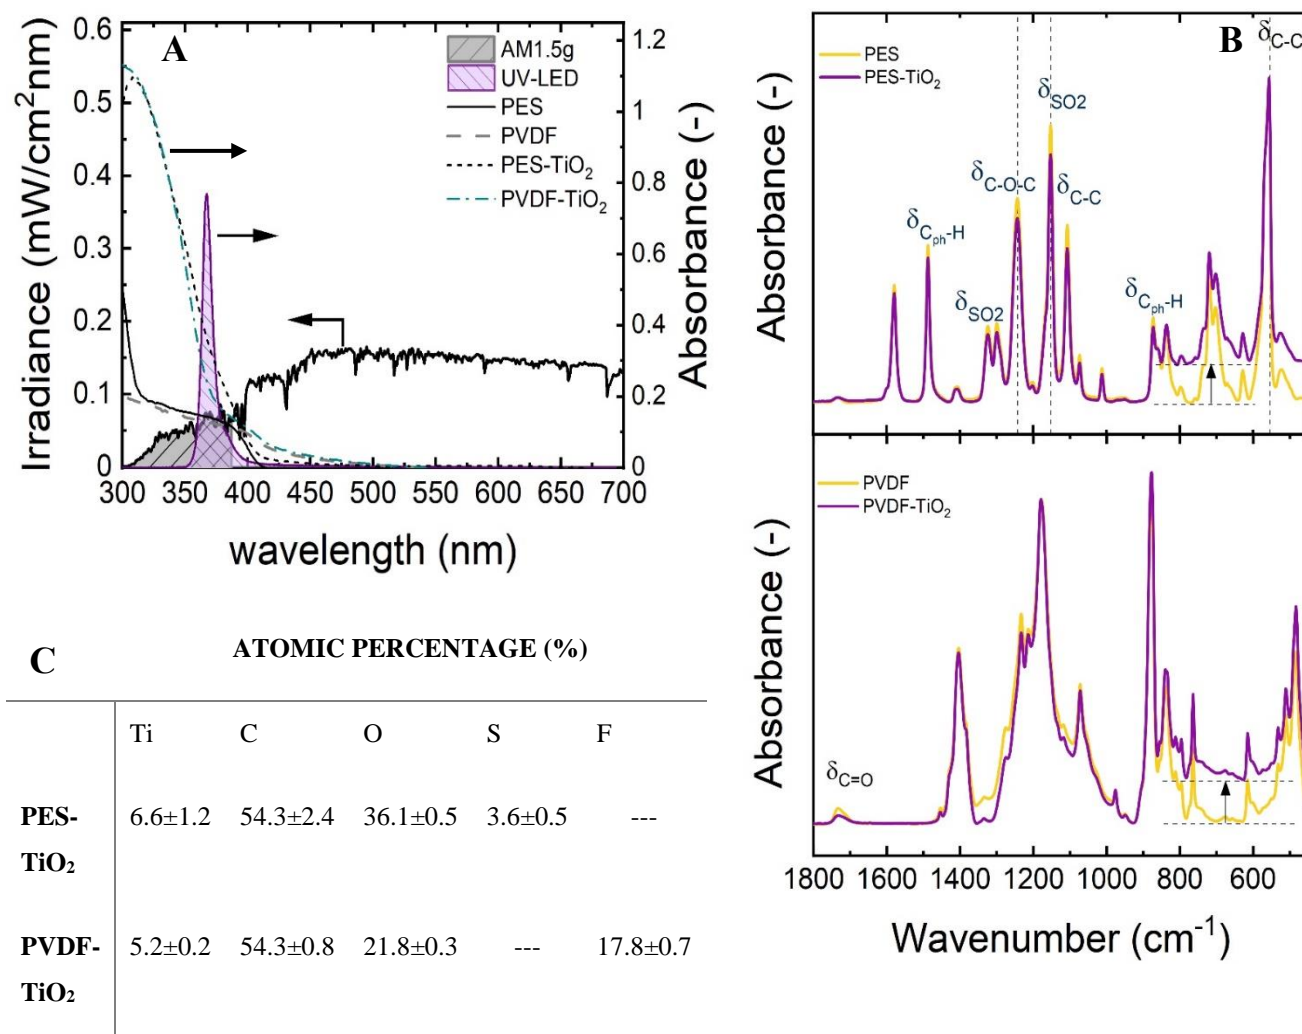 A
0.6
0.5
0.4
0.3
0.2
0.1
0
Irradiance (mW/cm²nm)
1.2
1
0.8
0.6
0.4
0.2
0
Absorbance (-)
AM1.5g
UV-LED
PES
PVDF
PES-TiO₂
PVDF-TiO₂
300 350 400 450 500 550 600 650 700
wavelength (nm)
B
PES
PES-TiO₂
Absorbance (-)
δC-C
δSO2
δC-O-C
δC-C
δCph-H
δSO2
δCph-H
PVDF
PVDF-TiO₂
Absorbance (-)
δC=O
1800 1600 1400 1200 1000 800 600
Wavenumber (cm⁻¹)
C
ATOMIC PERCENTAGE (%)
Ti C O S F
PES- 6.6±1.2 54.3±2.4 36.1±0.5 3.6±0.5 ---
TiO₂
PVDF- 5.2±0.2 54.3±0.8 21.8±0.3 --- 17.8±0.7
TiO₂